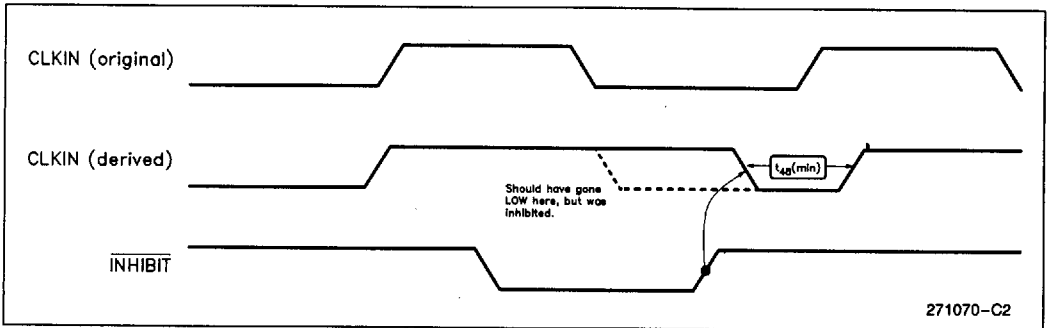 CLKIN (original)
CLKIN (derived)
t48(min)
Should have gone
LOW here, but was
inhibited.
INHIBIT
271070-C2